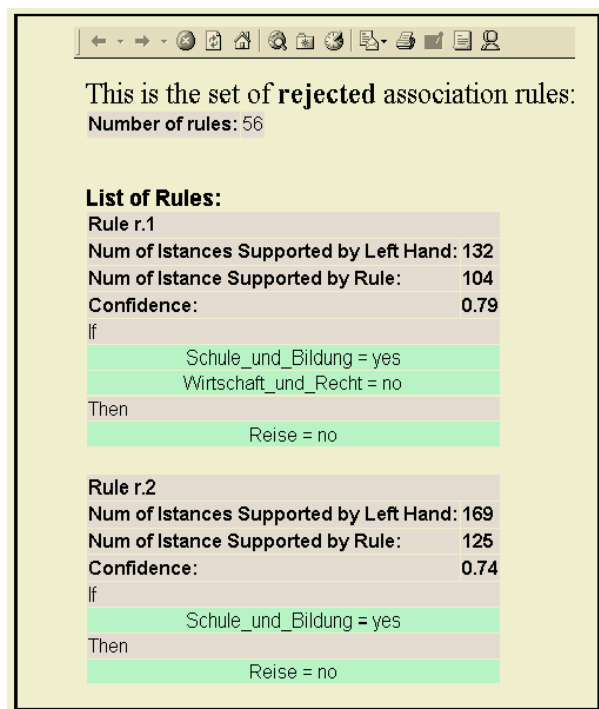 This is the set of rejected association rules:
Number of rules: 56
List of Rules:
Rule r.1
Num of Istances Supported by Left Hand: 132
Num of Istance Supported by Rule: 104
Confidence: 0.79
If
Schule_und_Bildung = yes
Wirtschaft_und_Recht = no
Then
Reise = no
Rule r.2
Num of Istances Supported by Left Hand: 169
Num of Istance Supported by Rule: 125
Confidence: 0.74
If
Schule_und_Bildung = yes
Then
Reise = no